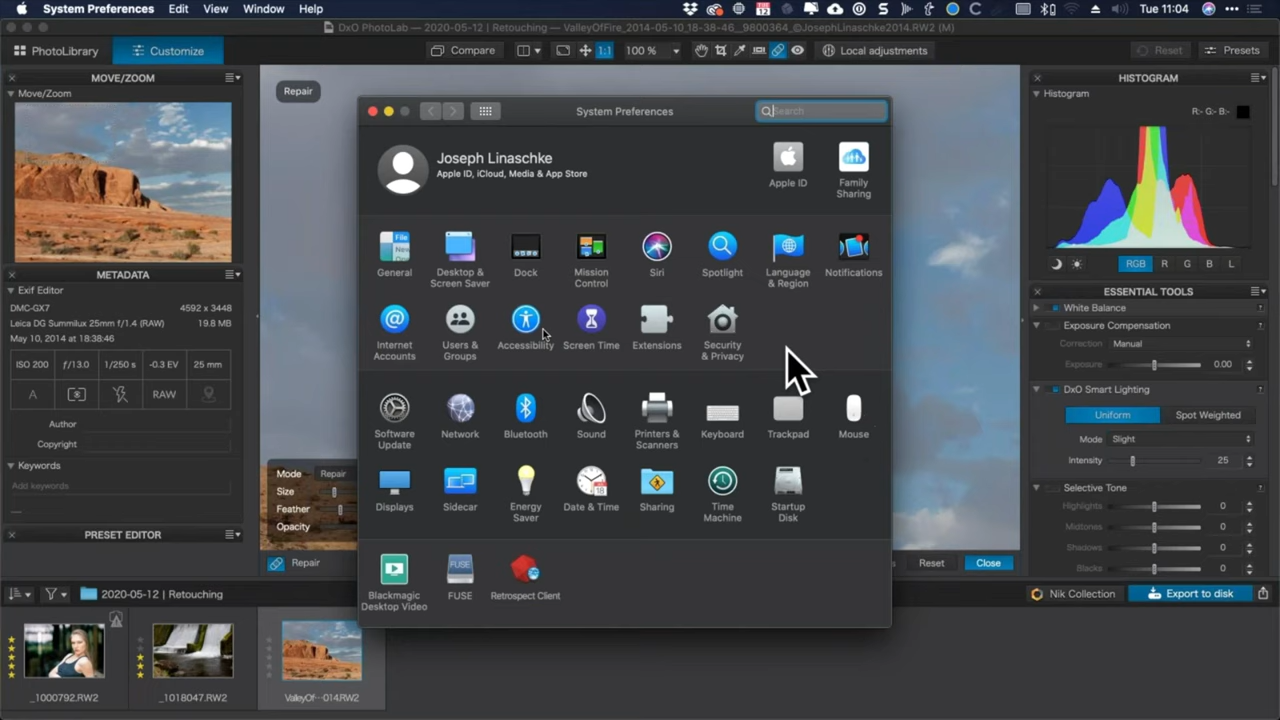 System Preferences Edit View Window Help
Tue 11:04
TUE
12
DxO PhotoLab — 2020-05-12 | Retouching — ValleyOfFire_2014-05-10_18-38-46__9800364_©JosephLinaschke2014.RW2 (M)
PhotoLibrary
Customize
Compare
1:1
100 %
Local adjustments
Reset
Presets
MOVE/ZOOM
Move/Zoom
METADATA
Exif Editor
DMC-GX7 4592 x 3448
Leica DG Summilux 25mm f/1.4 (RAW) 19.8 MB
May 10, 2014 at 18:38:46
ISO 200 ƒ/13.0 1/250 s -0.3 EV 25 mm
A RAW
Author
Copyright
Keywords
Add keywords
PRESET EDITOR
Repair
System Preferences
Search
Joseph Linaschke
Apple ID, iCloud, Media & App Store
Apple ID
Family
Sharing
File
New
General
Desktop &
Screen Saver
Dock
Mission
Control
Siri
Spotlight
Language
& Region
Notifications
Internet
Accounts
Users &
Groups
Accessibility
Screen Time
Extensions
Security
& Privacy
Software
Update
Network
Bluetooth
Sound
Printers &
Scanners
Keyboard
Trackpad
Mouse
Displays
Sidecar
Energy
Saver
18
Date & Time
Sharing
Time
Machine
Startup
Disk
Blackmagic
Desktop Video
FUSE
FUSE
Retrospect Client
Mode Repair
Size
Feather
Opacity
Repair
Reset
Close
HISTOGRAM
Histogram
R:- G:- B:-
RGB R G B L
ESSENTIAL TOOLS
White Balance
Exposure Compensation
Correction Manual
Exposure 0.00
DxO Smart Lighting
Uniform Spot Weighted
Mode Slight
Intensity 25
Selective Tone
Highlights 0
Midtones 0
Shadows 0
Blacks 0
2020-05-12 | Retouching
Nik Collection
Export to disk
_1000792.RW2
_1018047.RW2
ValleyOf···014.RW2